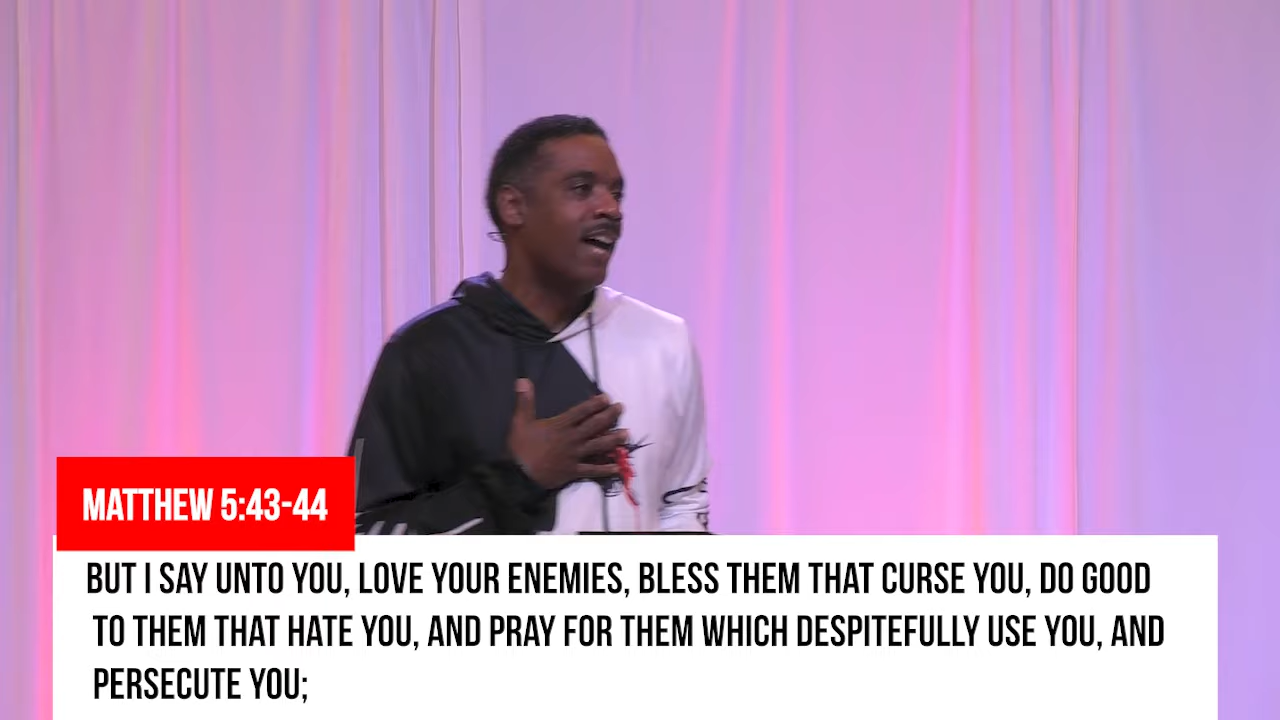 MATTHEW 5:43-44
BUT I SAY UNTO YOU, LOVE YOUR ENEMIES, BLESS THEM THAT CURSE YOU, DO GOOD
TO THEM THAT HATE YOU, AND PRAY FOR THEM WHICH DESPITEFULLY USE YOU, AND
PERSECUTE YOU;